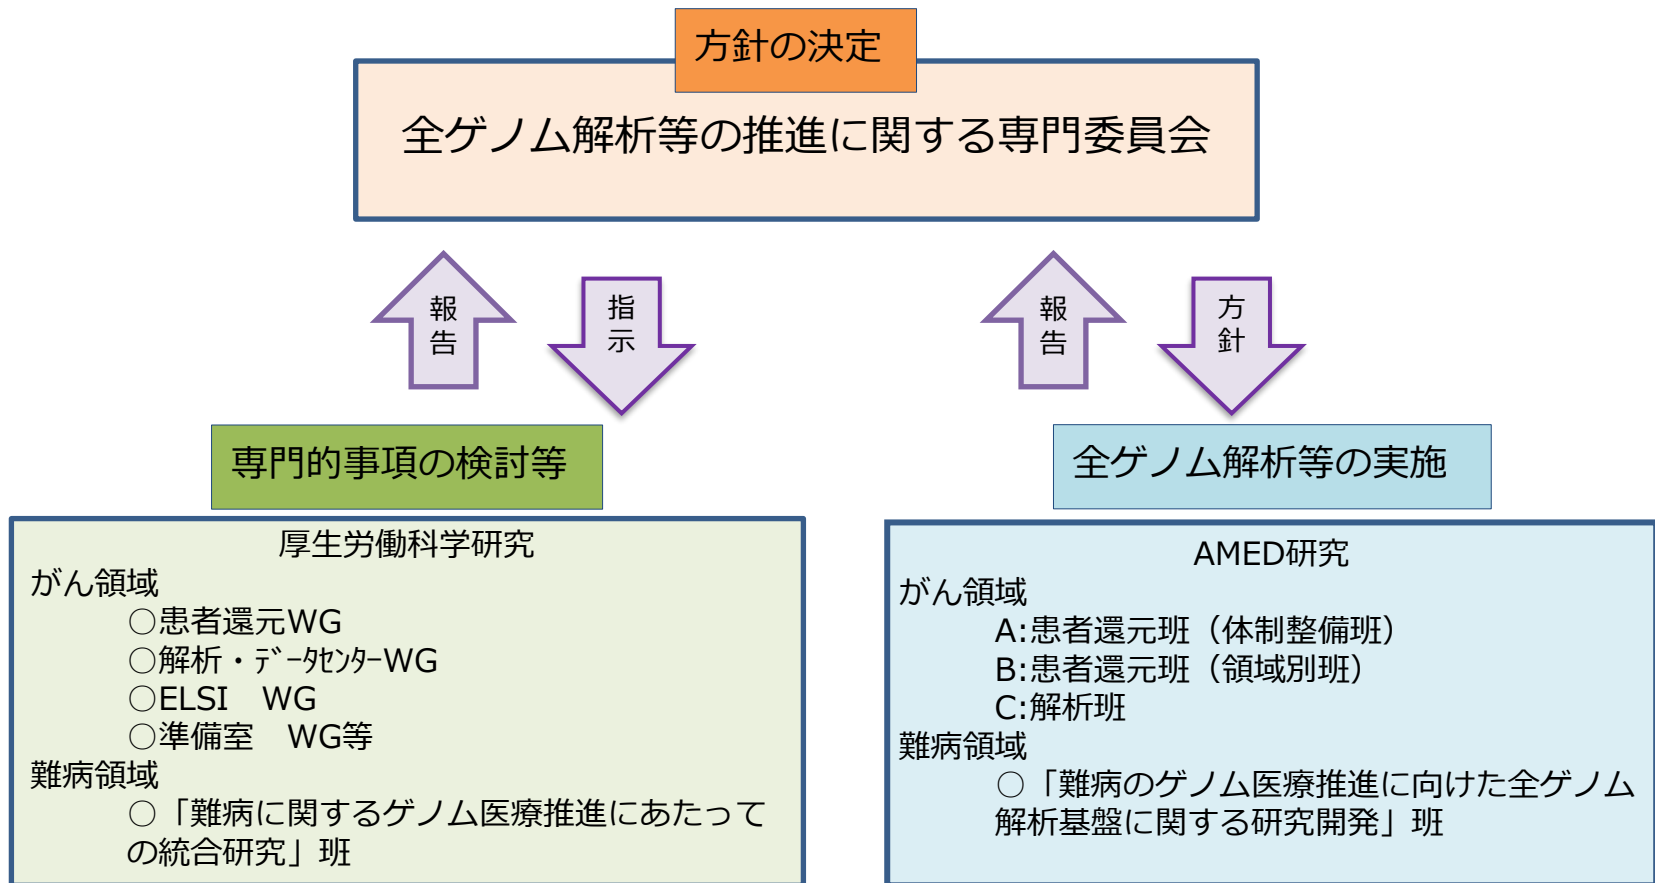 方針の決定
全ゲノム解析等の推進に関する専門委員会
報告
指示
報告
方針
専門的事項の検討等
厚生労働科学研究
がん領域
○患者還元WG
○解析・ﾃﾞｰﾀｾﾝﾀｰWG
○ELSI　WG
○準備室　WG等
難病領域
○「難病に関するゲノム医療推進にあたって
の統合研究」班
全ゲノム解析等の実施
AMED研究
がん領域
A:患者還元班（体制整備班）
B:患者還元班（領域別班）
C:解析班
難病領域
○「難病のゲノム医療推進に向けた全ゲノム
解析基盤に関する研究開発」班